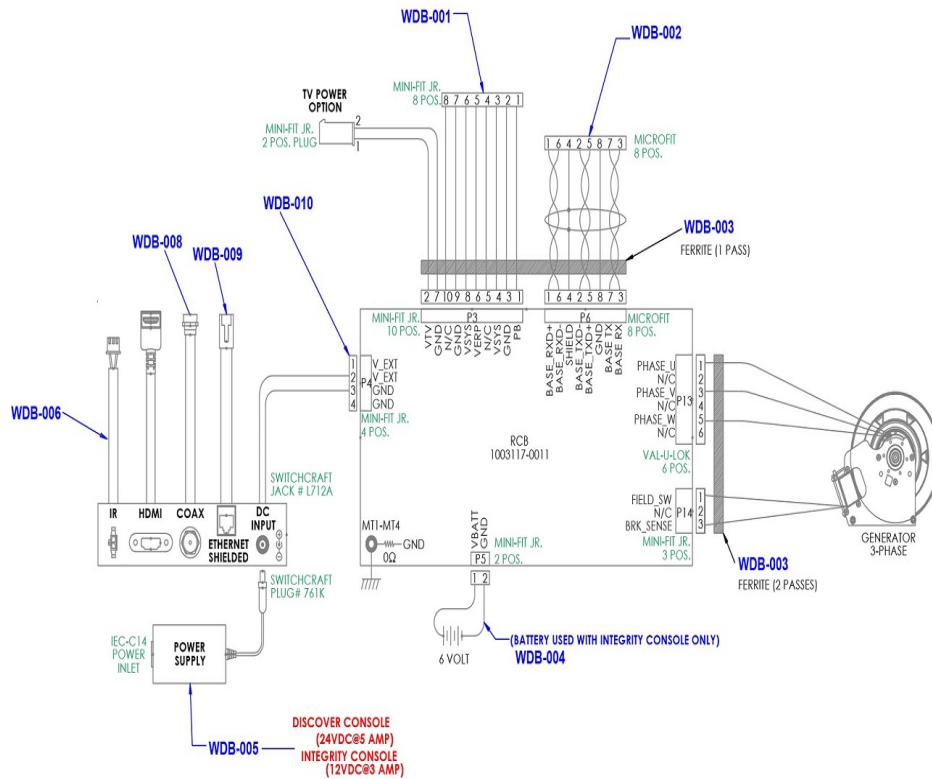 WDB-001
WDB-002
TV POWER
OPTION
MINI-FIT JR.
8 POS.
8 7 6 5 4 3 2 1
MINI-FIT JR.
2 POS. PLUG
2
1
1 6 4 2 5 8 7 3
MICROFIT
8 POS.
WDB-010
WDB-008
WDB-009
WDB-003
FERRITE (1 PASS)
2 7 10 9 8 6 5 4 3 1
1 6 4 2 5 8 7 3
MINI-FIT JR.
10 POS.
P3
P6
MICROFIT
8 POS.
VTV
GND
N/C
GND
VSYS
VERP
N/C
VSYS
GND
PB
BASE_RXD+
BASE_RXD-
SHIELD
BASE_TXD-
BASE_TXD+
GND
BASE TX
BASE RX
1 V_EXT
2 V_EXT
3 GND
4 GND
P4
MINI-FIT JR.
4 POS.
PHASE_U 1
N/C 2
PHASE_V 3
N/C 4
PHASE_W 5
N/C 6
P13
VAL-U-LOK
6 POS.
WDB-006
RCB
1003117-0011
SWITCHCRAFT
JACK # L712A
IR HDMI COAX
ETHERNET
SHIELDED
DC
INPUT
FIELD_SW 1
N/C 2
BRK_SENSE 3
P14
MINI-FIT JR.
3 POS.
GENERATOR
3-PHASE
MT1-MT4
GND
0Ω
VBATT
GND
P5
MINI-FIT JR.
2 POS.
1 2
WDB-003
FERRITE (2 PASSES)
SWITCHCRAFT
PLUG# 761K
IEC-C14
POWER
INLET
POWER
SUPPLY
6 VOLT
(BATTERY USED WITH INTEGRITY CONSOLE ONLY)
WDB-004
WDB-005
DISCOVER CONSOLE
(24VDC@5 AMP)
INTEGRITY CONSOLE
(12VDC@3 AMP)